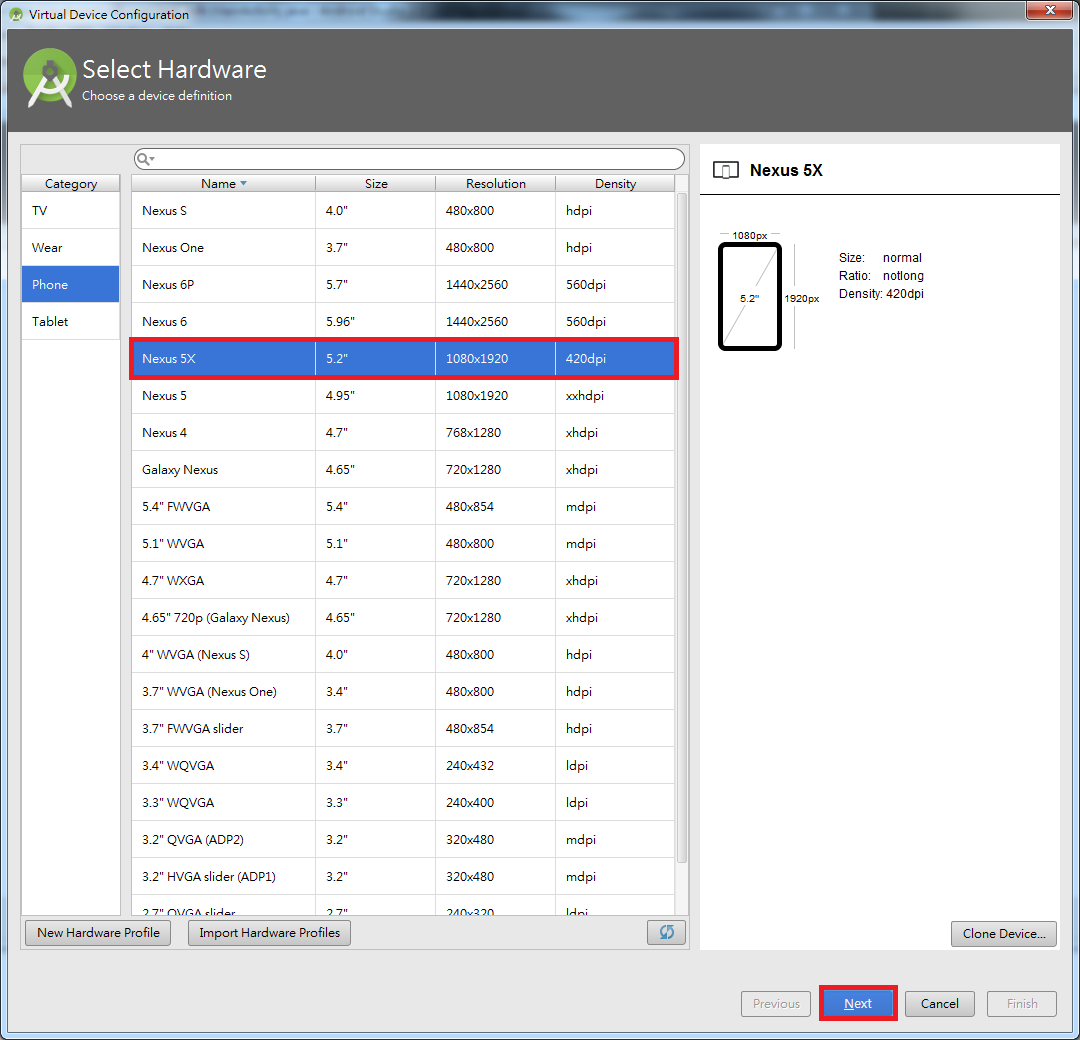 Virtual Device Configuration
Select Hardware
Choose a device definition
Category
TV
Wear
Phone
Tablet
Name Size Resolution Density
Nexus S 4.0" 480x800 hdpi
Nexus One 3.7" 480x800 hdpi
Nexus 6P 5.7" 1440x2560 560dpi
Nexus 6 5.96" 1440x2560 560dpi
Nexus 5X 5.2" 1080x1920 420dpi
Nexus 5 4.95" 1080x1920 xxhdpi
Nexus 4 4.7" 768x1280 xhdpi
Galaxy Nexus 4.65" 720x1280 xhdpi
5.4" FWVGA 5.4" 480x854 mdpi
5.1" WVGA 5.1" 480x800 mdpi
4.7" WXGA 4.7" 720x1280 xhdpi
4.65" 720p (Galaxy Nexus) 4.65" 720x1280 xhdpi
4" WVGA (Nexus S) 4.0" 480x800 hdpi
3.7" WVGA (Nexus One) 3.4" 480x800 hdpi
3.7" FWVGA slider 3.7" 480x854 hdpi
3.4" WQVGA 3.4" 240x432 ldpi
3.3" WQVGA 3.3" 240x400 ldpi
3.2" QVGA (ADP2) 3.2" 320x480 mdpi
3.2" HVGA slider (ADP1) 3.2" 320x480 mdpi
2.7" QVGA slider 2.7" 240x320 ldpi
New Hardware Profile
Import Hardware Profiles
Nexus 5X
1080px
5.2"
1920px
Size: normal
Ratio: notlong
Density: 420dpi
Clone Device...
Previous
Next
Cancel
Finish